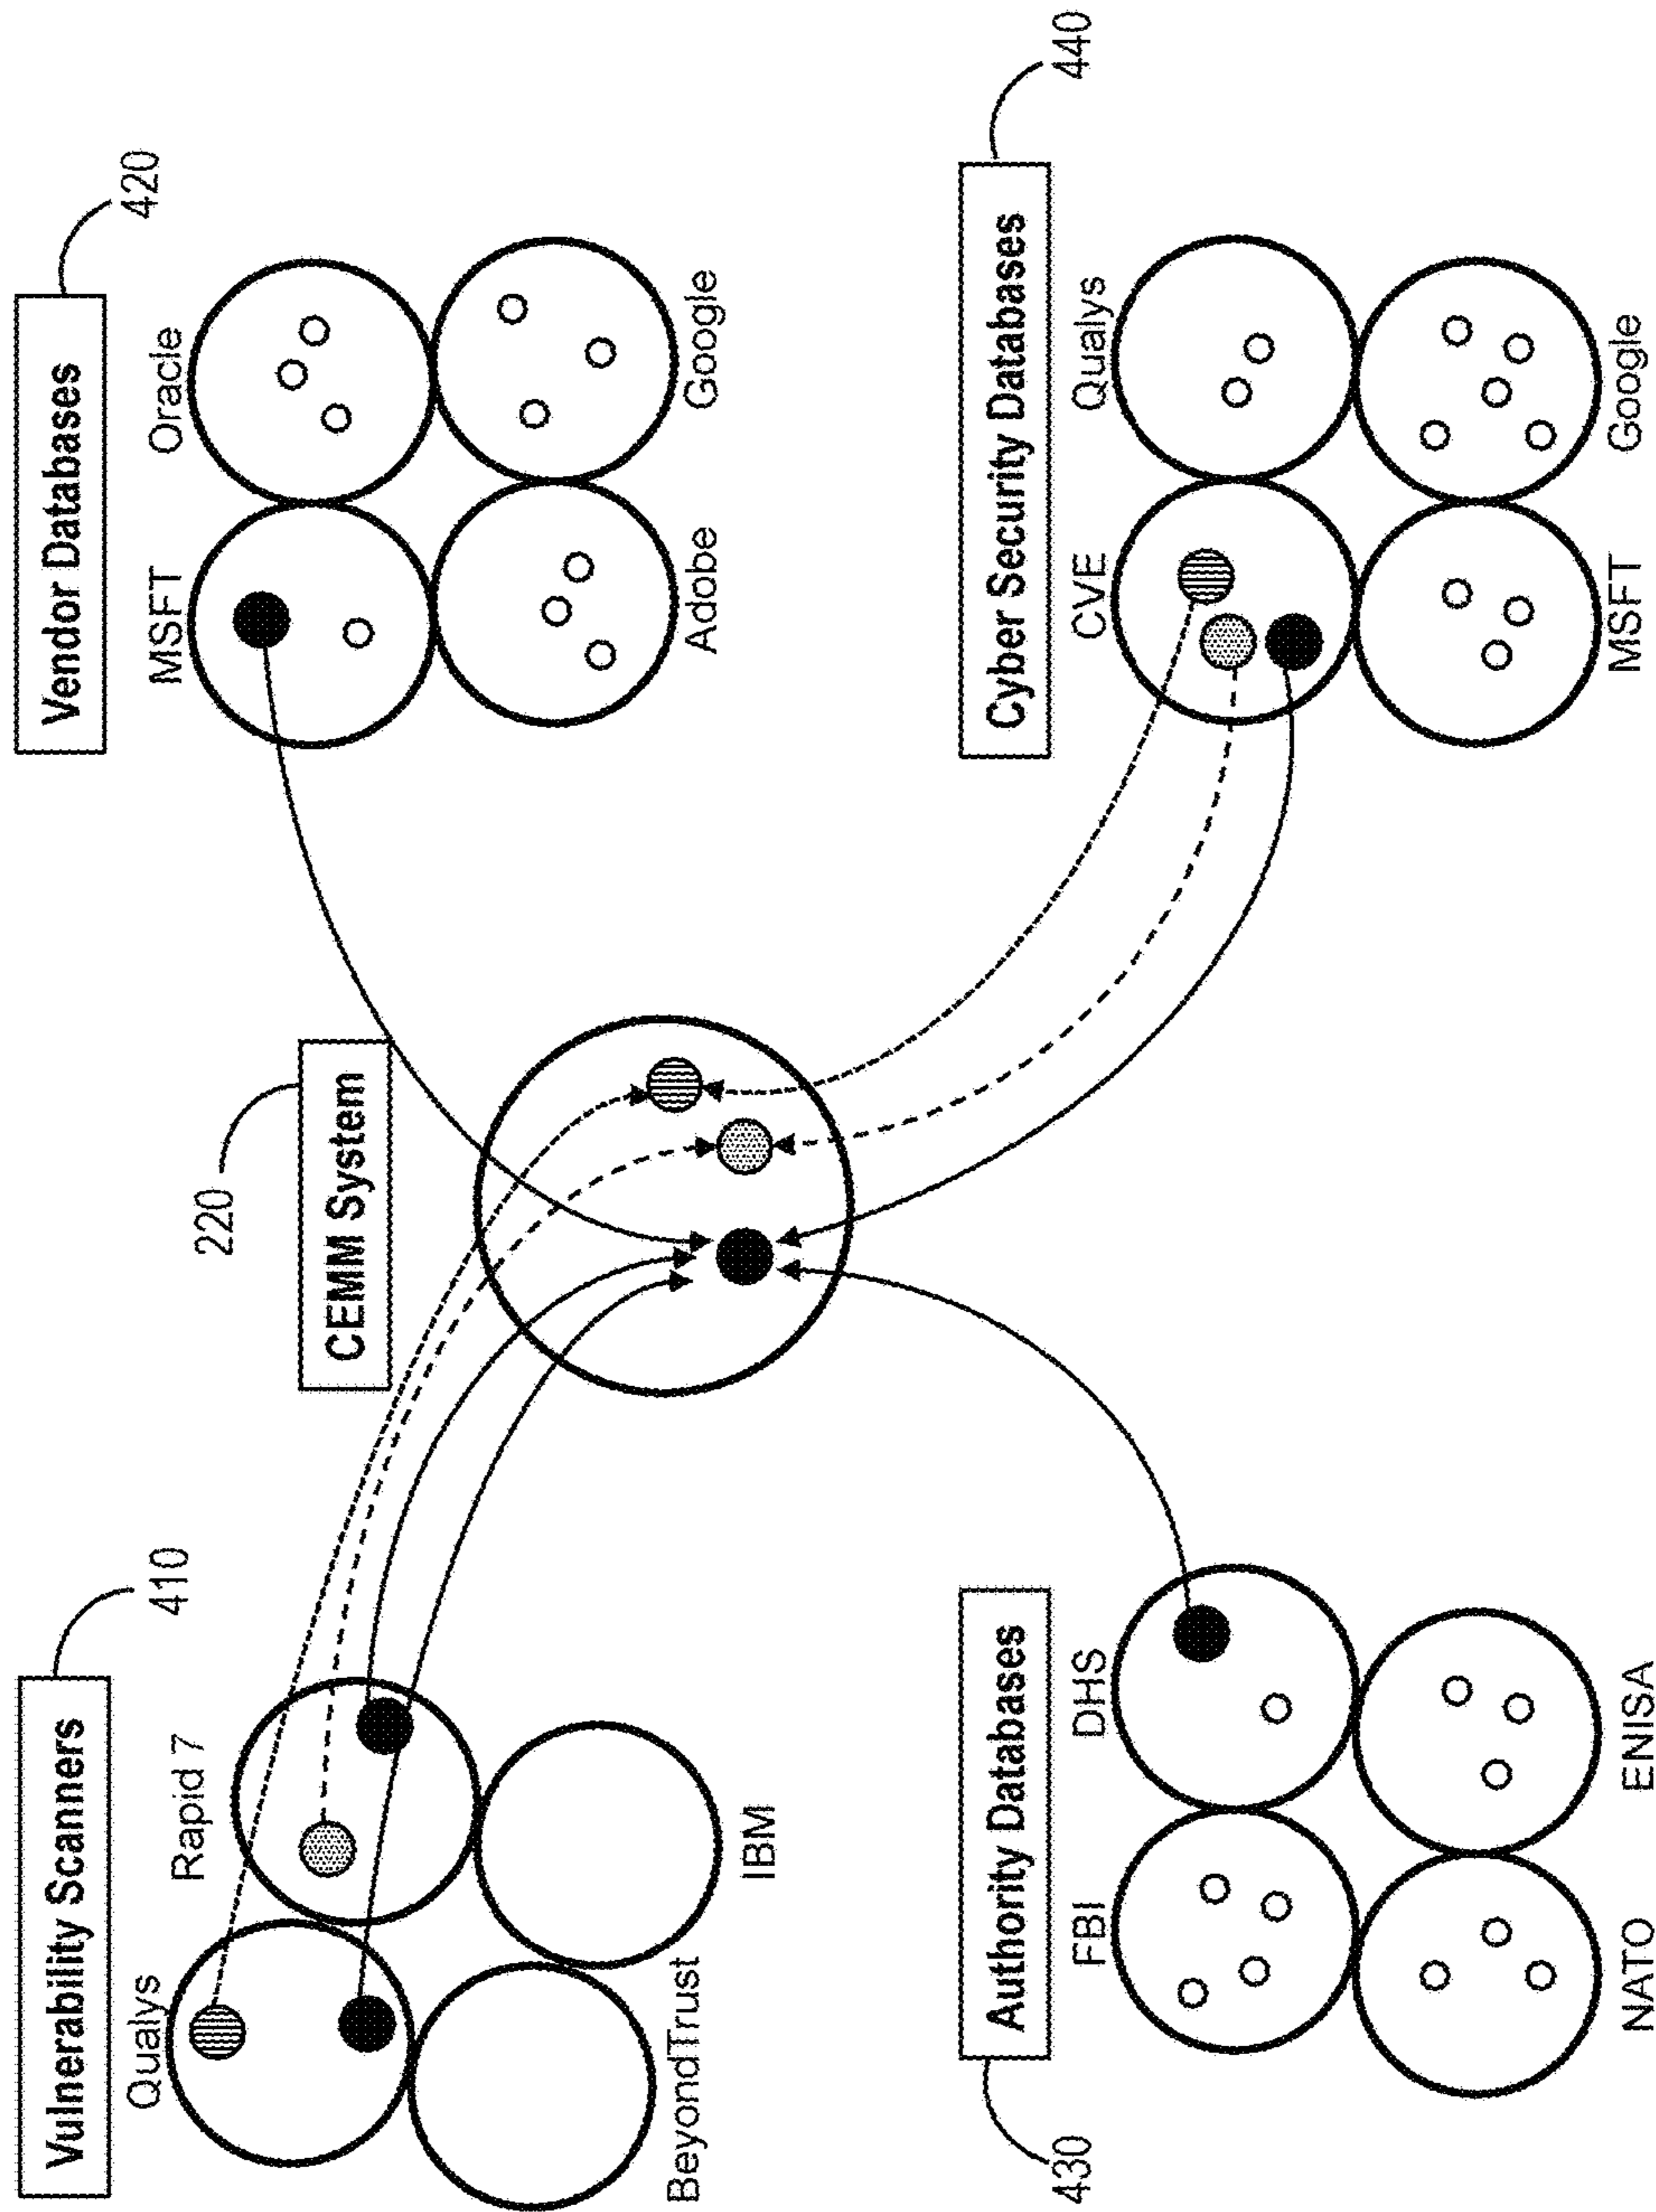 Vulnerability Scanners
410
Qualys
Rapid 7
BeyondTrust
IBM
220
CEMM System
Vendor Databases
420
MSFT
Oracle
Adobe
Google
Authority Databases
430
FBI
DHS
NATO
ENISA
Cyber Security Databases
440
CVE
Qualys
MSFT
Google